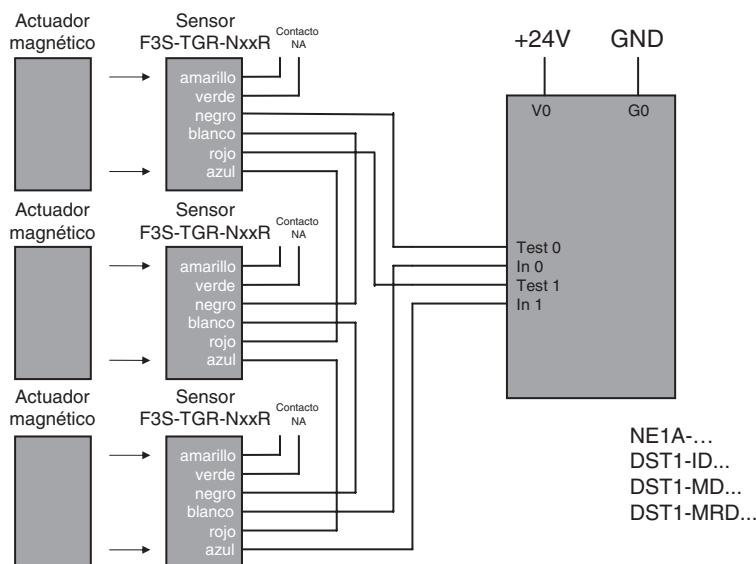 Actuador
magnético
Sensor
F3S-TGR-NxxR
Contacto
NA
amarillo
verde
negro
blanco
rojo
azul
Actuador
magnético
Sensor
F3S-TGR-NxxR
Contacto
NA
amarillo
verde
negro
blanco
rojo
azul
Actuador
magnético
Sensor
F3S-TGR-NxxR
Contacto
NA
amarillo
verde
negro
blanco
rojo
azul
+24V GND
V0 G0
Test 0
In 0
Test 1
In 1
NE1A-...
DST1-ID...
DST1-MD...
DST1-MRD...